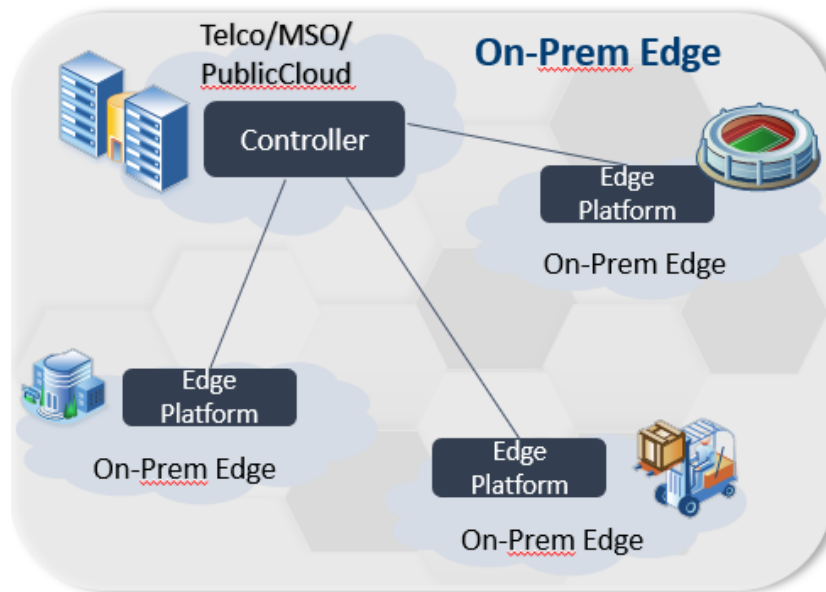 Telco/MSO/
PublicCloud
On-Prem Edge
Controller
Edge
Platform
On-Prem Edge
Edge
Platform
On-Prem Edge
Edge
Platform
On-Prem Edge